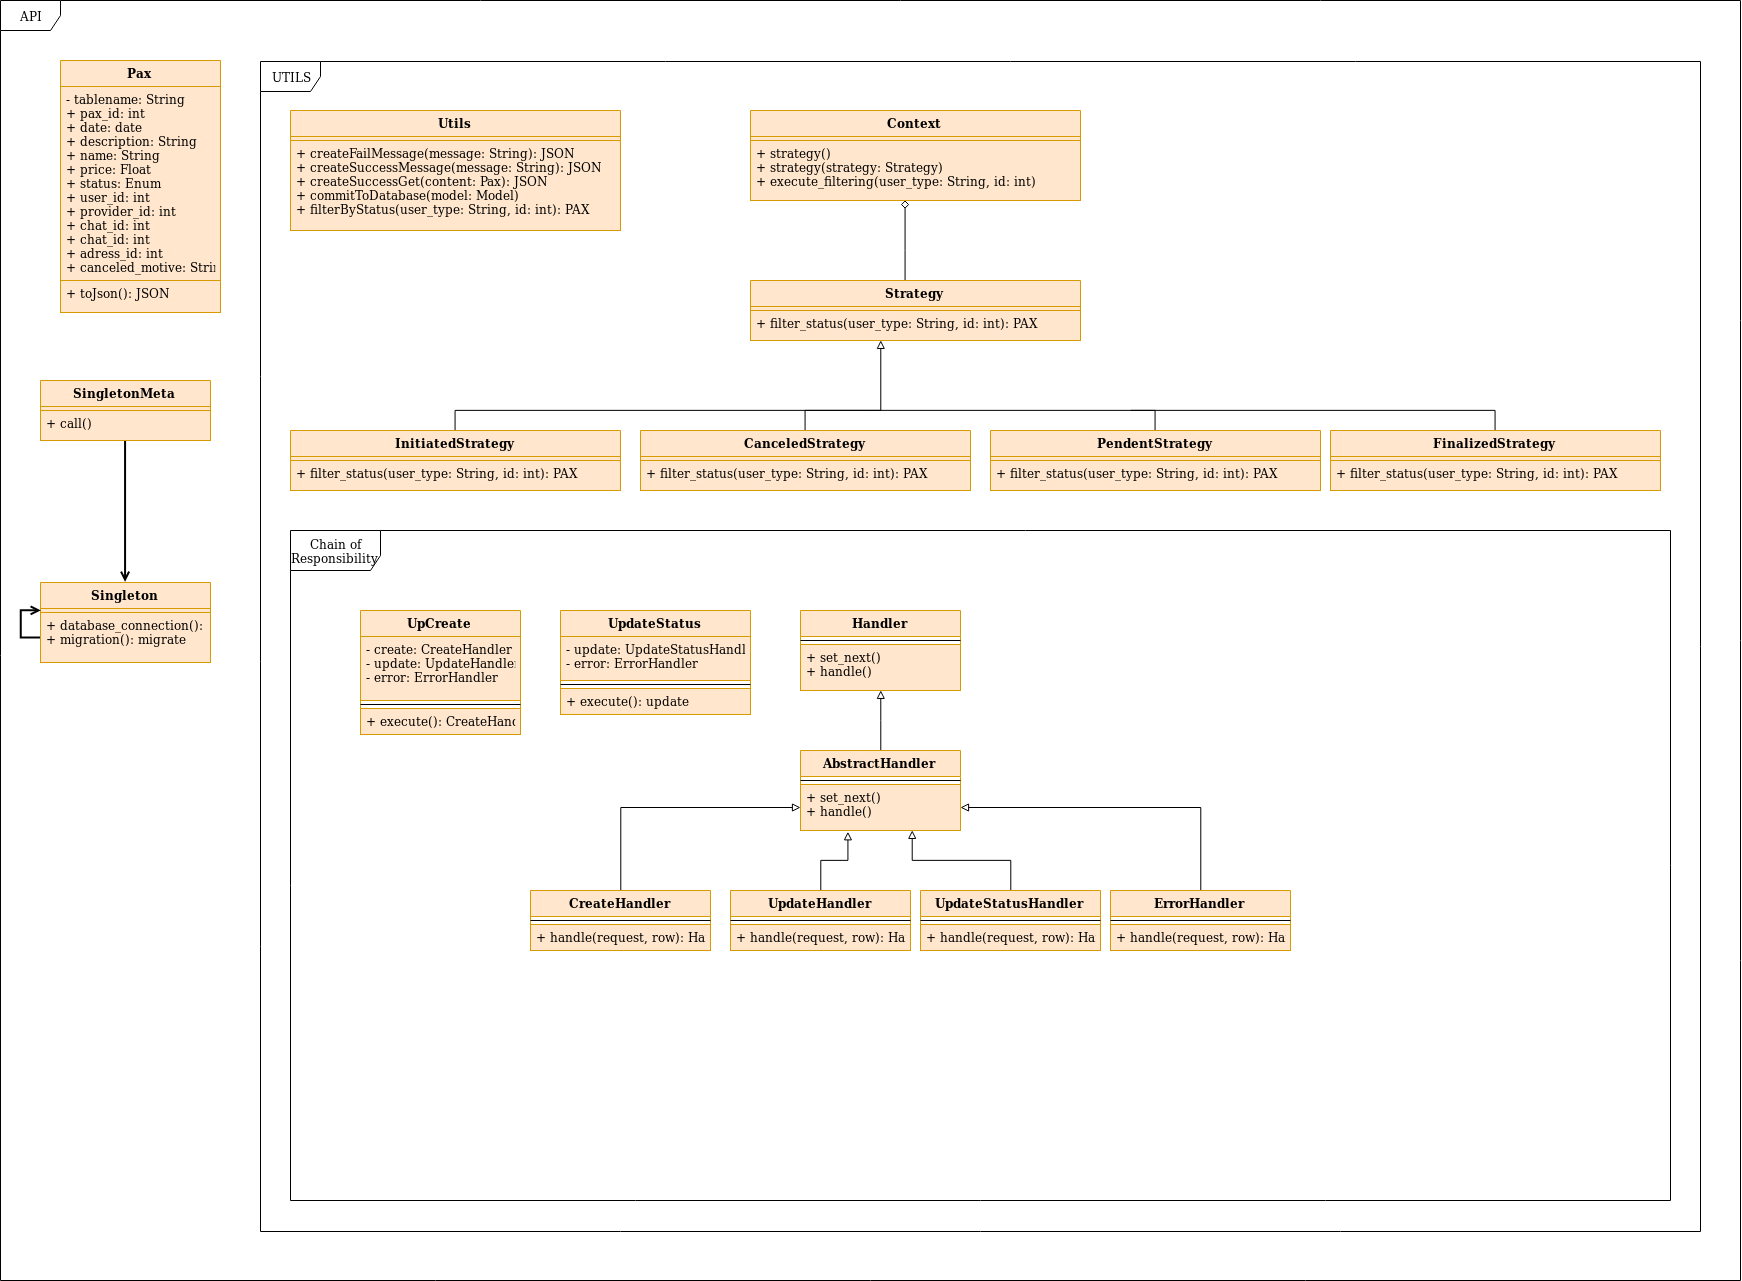 API
Pax
- tablename: String
+ pax_id: int
+ date: date
+ description: String
+ name: String
+ price: Float
+ status: Enum
+ user_id: int
+ provider_id: int
+ chat_id: int
+ chat_id: int
+ adress_id: int
+ canceled_motive: Stri
+ toJson(): JSON
SingletonMeta
+ call()
Singleton
+ database_connection():
+ migration(): migrate
UTILS
Utils
+ createFailMessage(message: String): JSON
+ createSuccessMessage(message: String): JSON
+ createSuccessGet(content: Pax): JSON
+ commitToDatabase(model: Model)
+ filterByStatus(user_type: String, id: int): PAX
Context
+ strategy()
+ strategy(strategy: Strategy)
+ execute_filtering(user_type: String, id: int)
Strategy
+ filter_status(user_type: String, id: int): PAX
InitiatedStrategy
+ filter_status(user_type: String, id: int): PAX
CanceledStrategy
+ filter_status(user_type: String, id: int): PAX
PendentStrategy
+ filter_status(user_type: String, id: int): PAX
FinalizedStrategy
+ filter_status(user_type: String, id: int): PAX
Chain of
Responsibility
UpCreate
- create: CreateHandler
- update: UpdateHandle
- error: ErrorHandler
+ execute(): CreateHand
UpdateStatus
- update: UpdateStatusHandl
- error: ErrorHandler
+ execute(): update
Handler
+ set_next()
+ handle()
AbstractHandler
+ set_next()
+ handle()
CreateHandler
+ handle(request, row): Ha
UpdateHandler
+ handle(request, row): Ha
UpdateStatusHandler
+ handle(request, row): Ha
ErrorHandler
+ handle(request, row): Ha